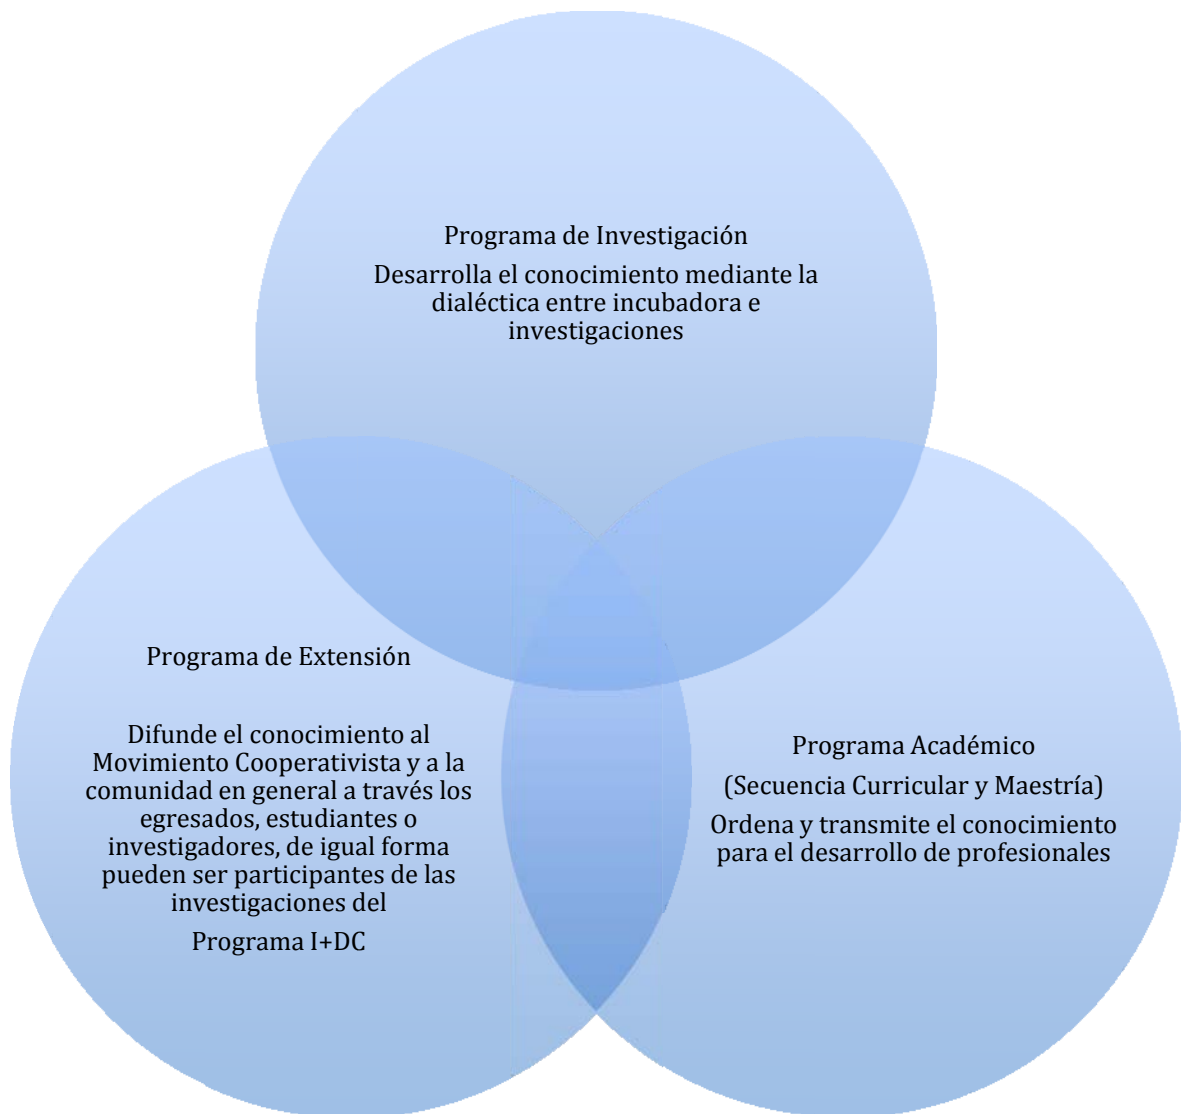 Programa de Investigación
Desarrolla el conocimiento mediante la
dialéctica entre incubadora e
investigaciones
Programa de Extensión
Difunde el conocimiento al
Movimiento Cooperativista y a la
comunidad en general a través los
egresados, estudiantes o
investigadores, de igual forma
pueden ser participantes de las
investigaciones del
Programa I+DC
Programa Académico
(Secuencia Curricular y Maestría)
Ordena y transmite el conocimiento
para el desarrollo de profesionales